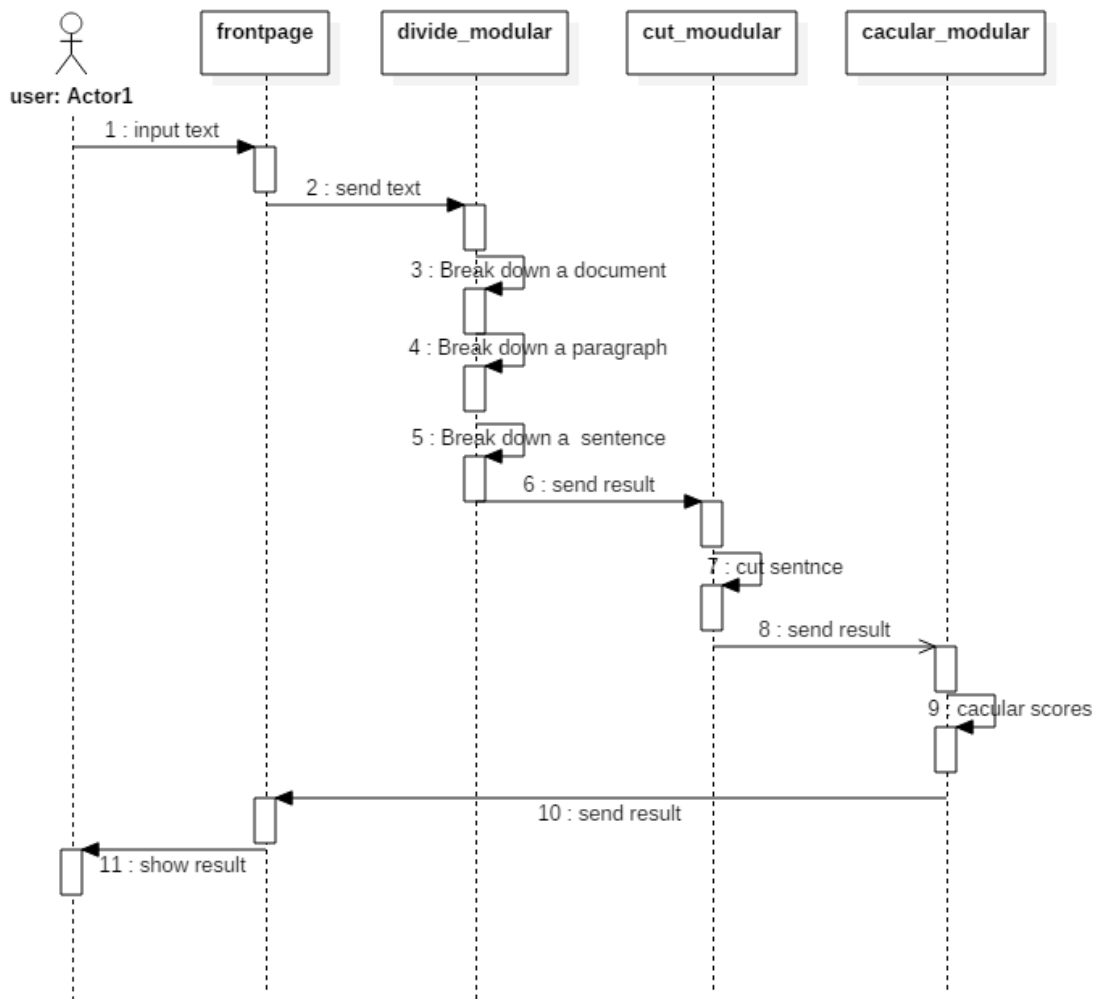 frontpage
divide_modular
cut_moudular
cacular_modular
user: Actor1
1 : input text
2 : send text
3 : Break down a document
4 : Break down a paragraph
5 : Break down a  sentence
6 : send result
7 : cut sentnce
8 : send result
9 : cacular scores
10 : send result
11 : show result